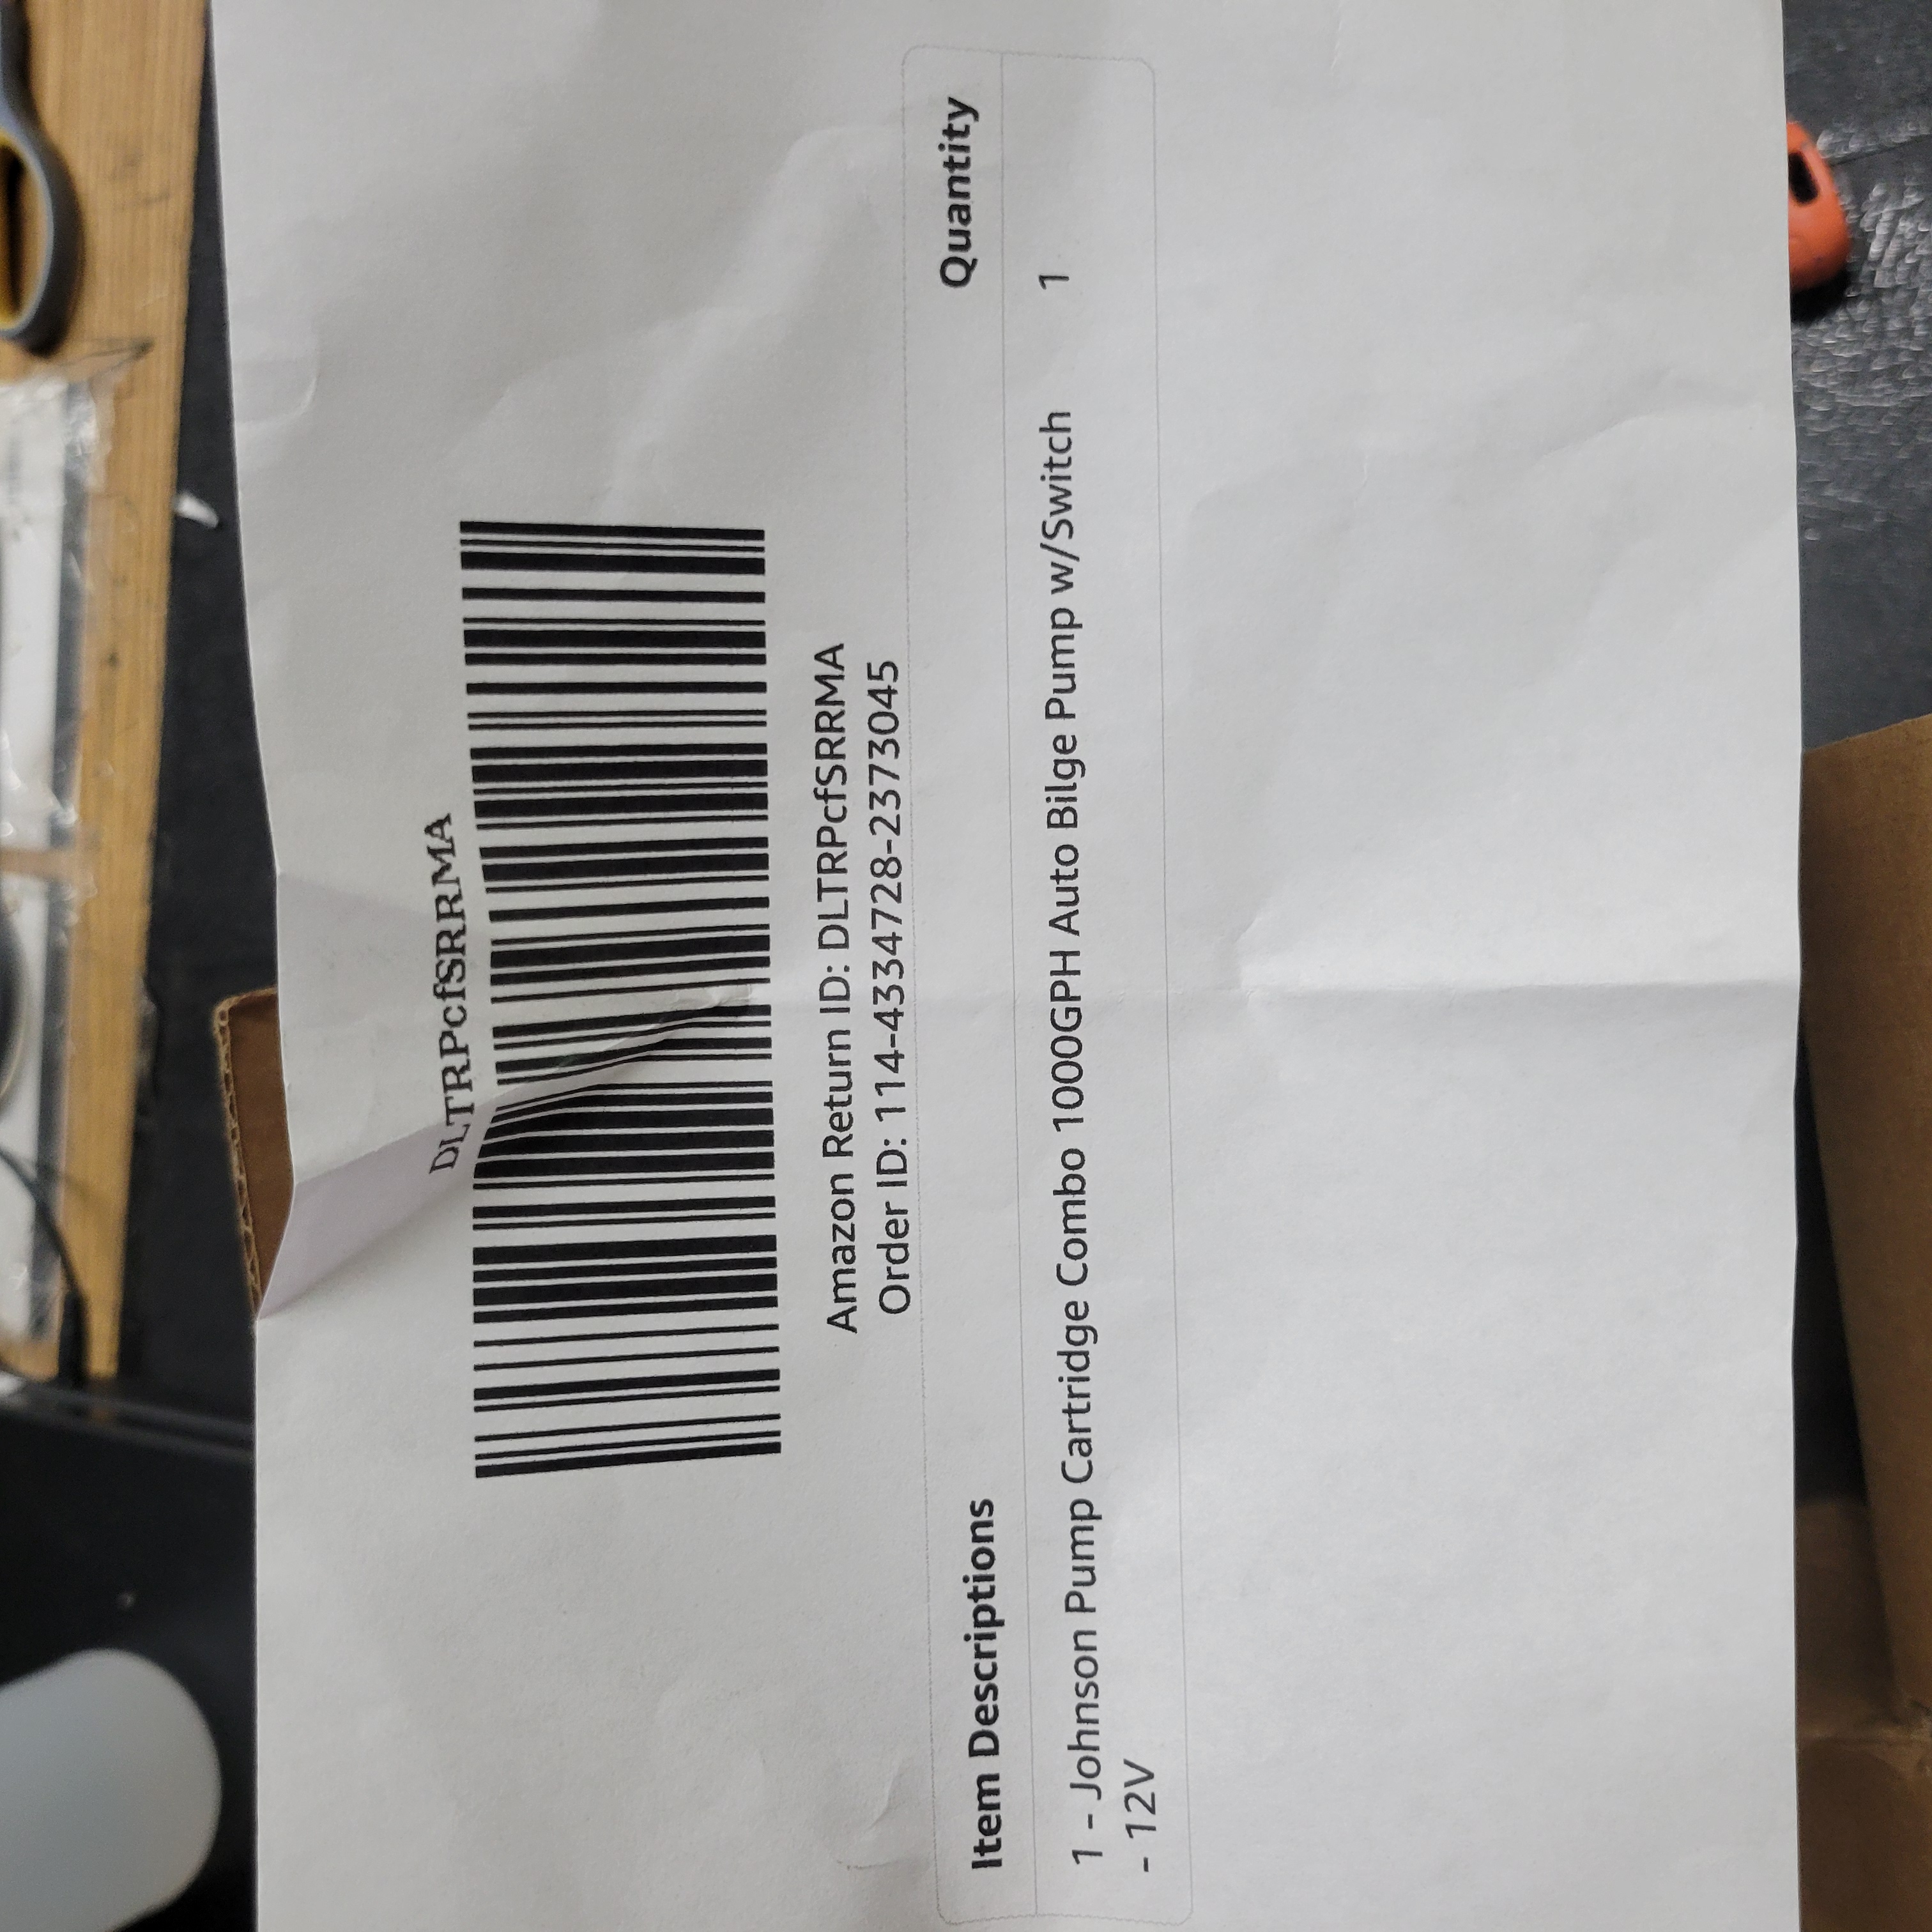 DLTRPcfSRRMA
Amazon Return ID: DLTRPcfSRRMA
Order ID: 114-4334728-2373045
Item Descriptions Quantity
1 - Johnson Pump Cartridge Combo 1000GPH Auto Bilge Pump w/Switch 1
- 12V